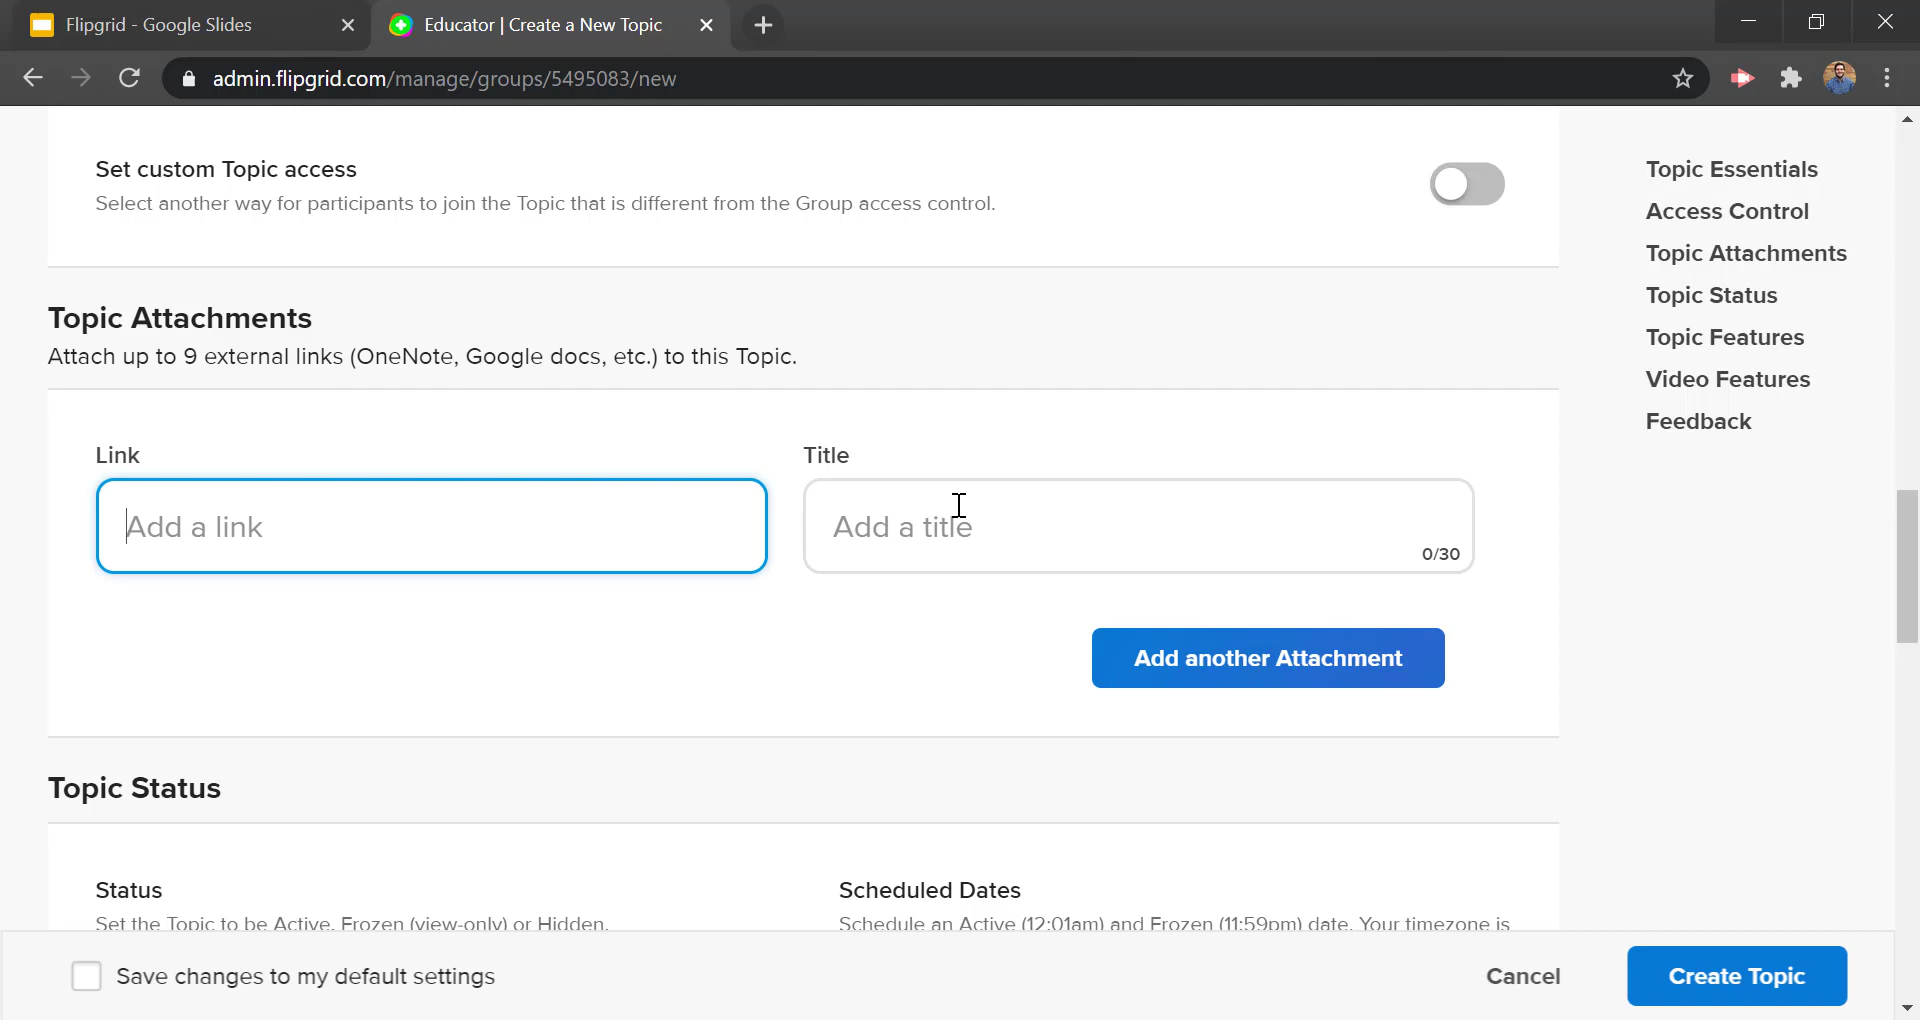 Flipgrid - Google Slides
Educator | Create a New Topic
admin.flipgrid.com/manage/groups/5495083/new
Set custom Topic access
Select another way for participants to join the Topic that is different from the Group access control.
Topic Essentials
Access Control
Topic Attachments
Topic Status
Topic Features
Video Features
Feedback
Topic Attachments
Attach up to 9 external links (OneNote, Google docs, etc.) to this Topic.
Link
Title
Add a link
Add a title
0/30
Add another Attachment
Topic Status
Status
Scheduled Dates
Set the Topic to be Active, Frozen (view-only) or Hidden.
Schedule an Active (12:01am) and Frozen (11:59pm) date. Your timezone is
Save changes to my default settings
Cancel
Create Topic